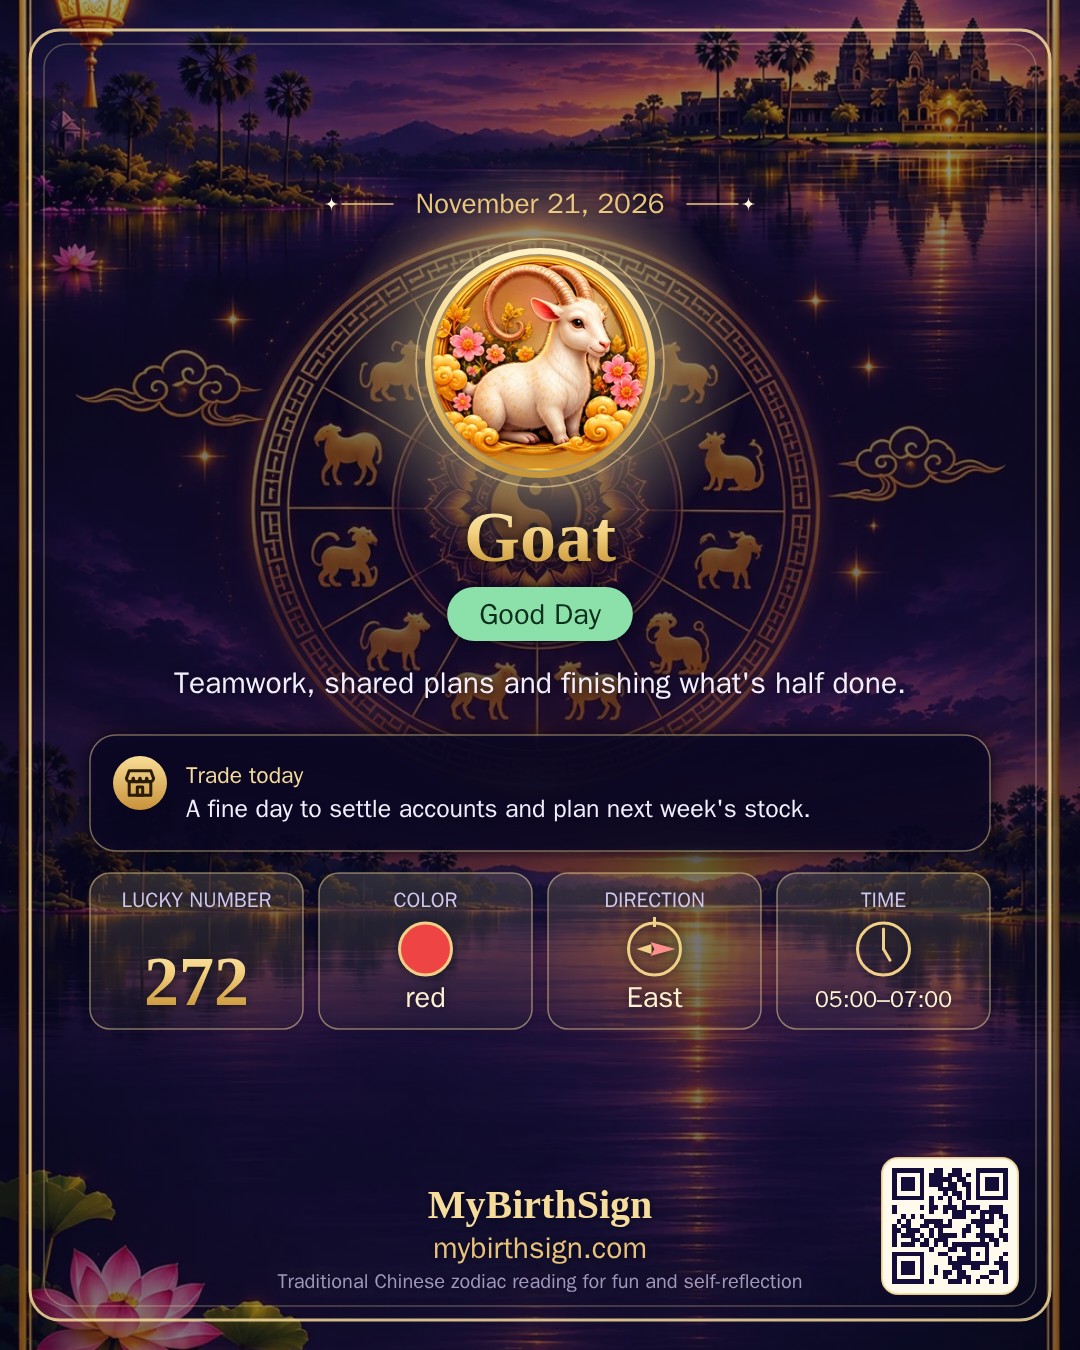 November 21, 2026
Goat
Good Day
Teamwork, shared plans and finishing what's half done.
Trade today
A fine day to settle accounts and plan next week's stock.
LUCKY NUMBER
272
COLOR
red
DIRECTION
East
TIME
05:00–07:00
MyBirthSign
mybirthsign.com
Traditional Chinese zodiac reading for fun and self-reflection